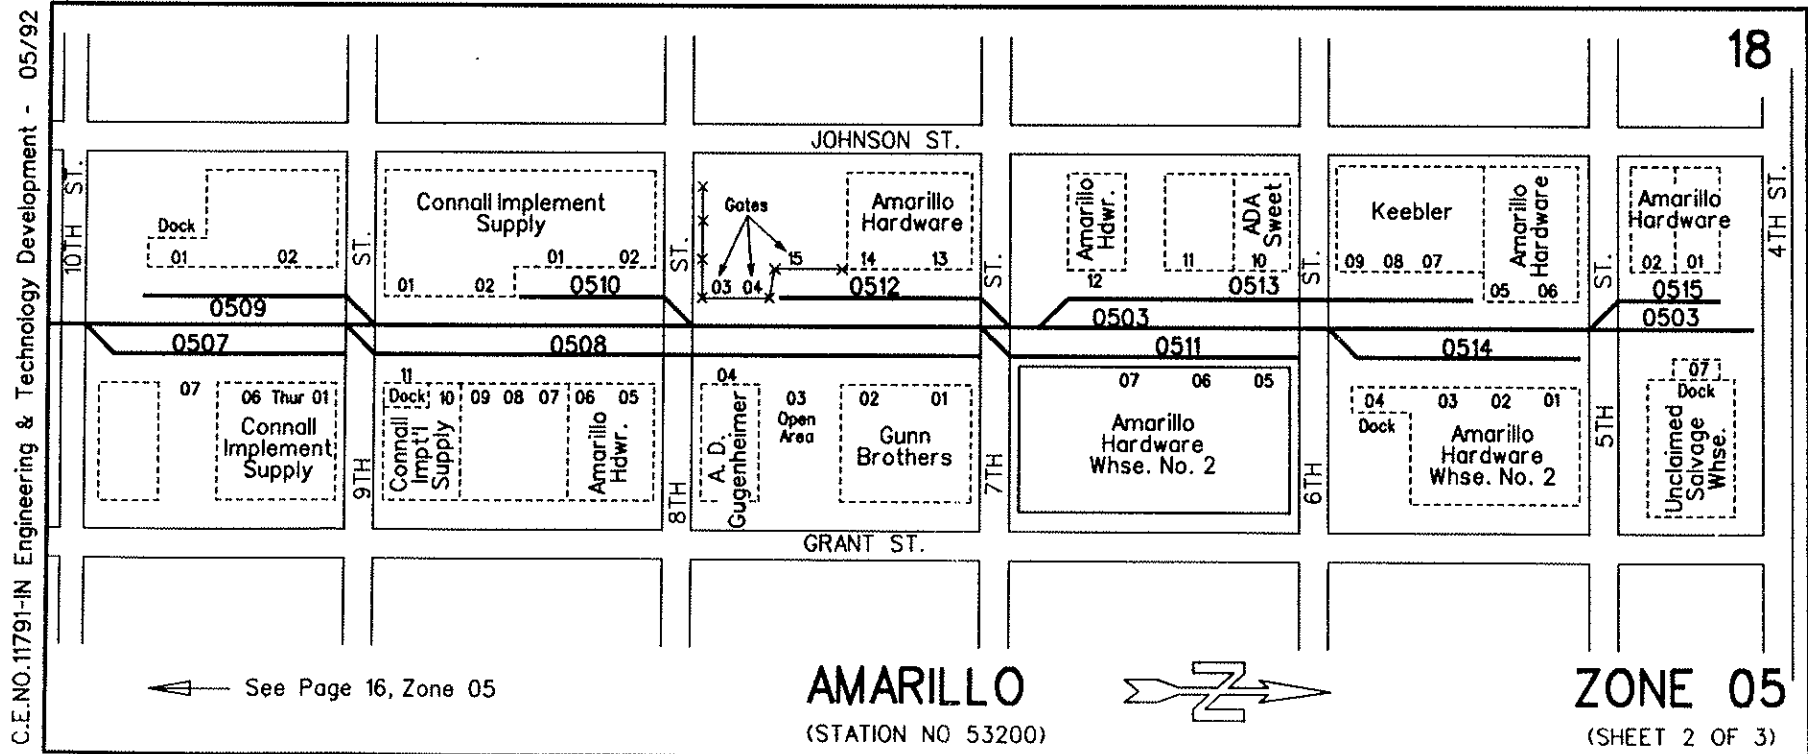 C.E.NO.11791-IN Engineering & Technology Development - 05/92
18
JOHNSON ST.
10TH ST.
ST.
ST.
ST.
ST.
ST.
4TH ST.
Dock
01 02
Connall Implement
Supply
01 02
01 02
Gates
03 04
15
Amarillo
Hardware
14 13
Amarillo
Hdwr.
12
11
ADA
Sweet
10
Keebler
09 08 07
Amarillo
Hardware
05 06
Amarillo
Hardware
02 01
0509
0510
0512
0513
0503
0515
0503
0507
0508
0511
0514
07
06 Thur 01
Connall
Implement
Supply
9TH
11
Dock
10 09 08 07 06 05
Connall
Impt'l
Supply
Amarillo
Hdwr.
8TH
04
A. D.
Gugenheimer
03
Open
Area
02 01
Gunn
Brothers
7TH
07 06 05
Amarillo
Hardware
Whse. No. 2
6TH
04 03 02 01
Dock
Amarillo
Hardware
Whse. No. 2
5TH
07
Dock
Unclaimed
Salvage
Whse.
GRANT ST.
See Page 16, Zone 05
AMARILLO
(STATION NO 53200)
N
ZONE 05
(SHEET 2 OF 3)